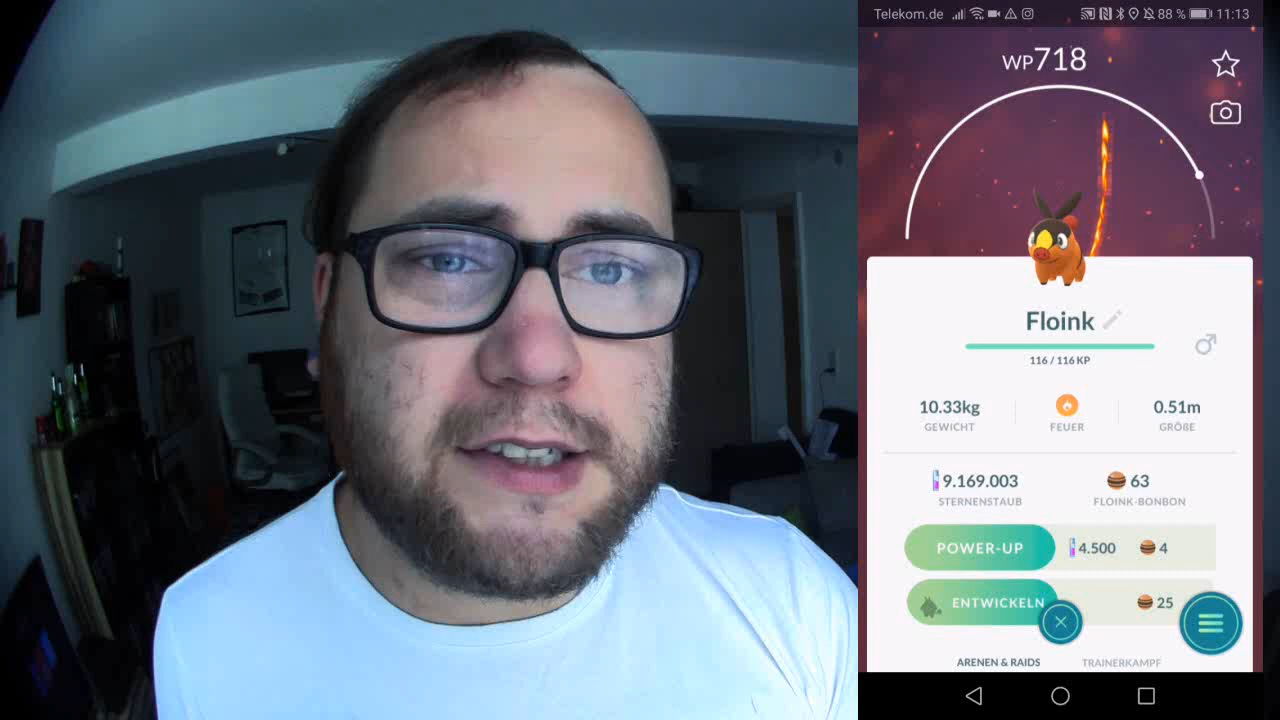 Telekom.de 88 % 11:13
WP718
Floink
116 / 116 KP
10.33kg
GEWICHT
FEUER
0.51m
GRÖßE
9.169.003
STERNENSTAUB
63
FLOINK-BONBON
POWER-UP 4.500 4
ENTWICKELN 25
ARENEN & RAIDS TRAINERKAMPF